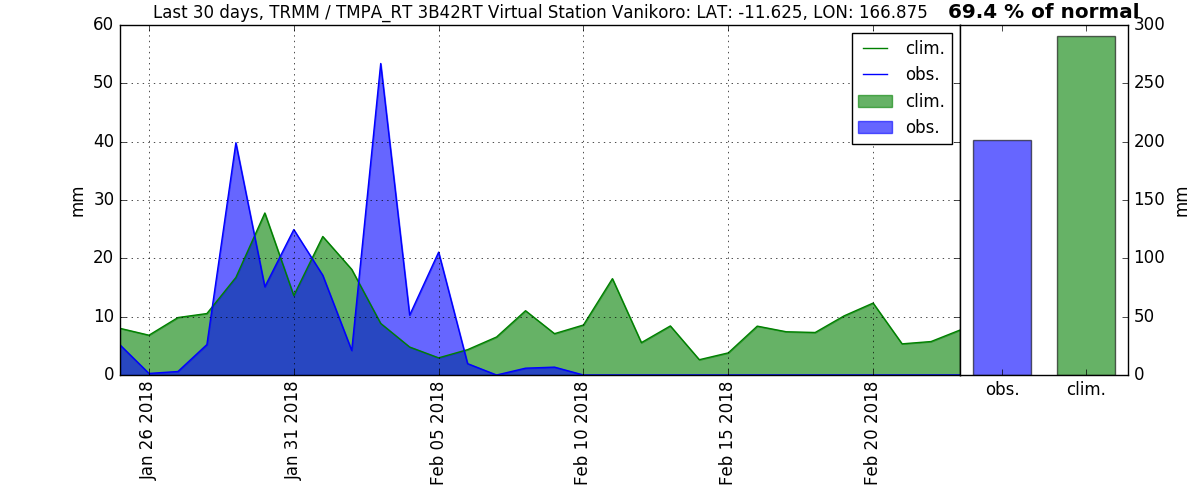 Last 30 days, TRMM / TMPA_RT 3B42RT Virtual Station Vanikoro: LAT: -11.625, LON: 166.875
69.4 % of normal
60
50
40
30
20
10
0
mm
clim.
obs.
clim.
obs.
Jan 26 2018
Jan 31 2018
Feb 05 2018
Feb 10 2018
Feb 15 2018
Feb 20 2018
300
250
200
150
100
50
0
mm
obs.
clim.